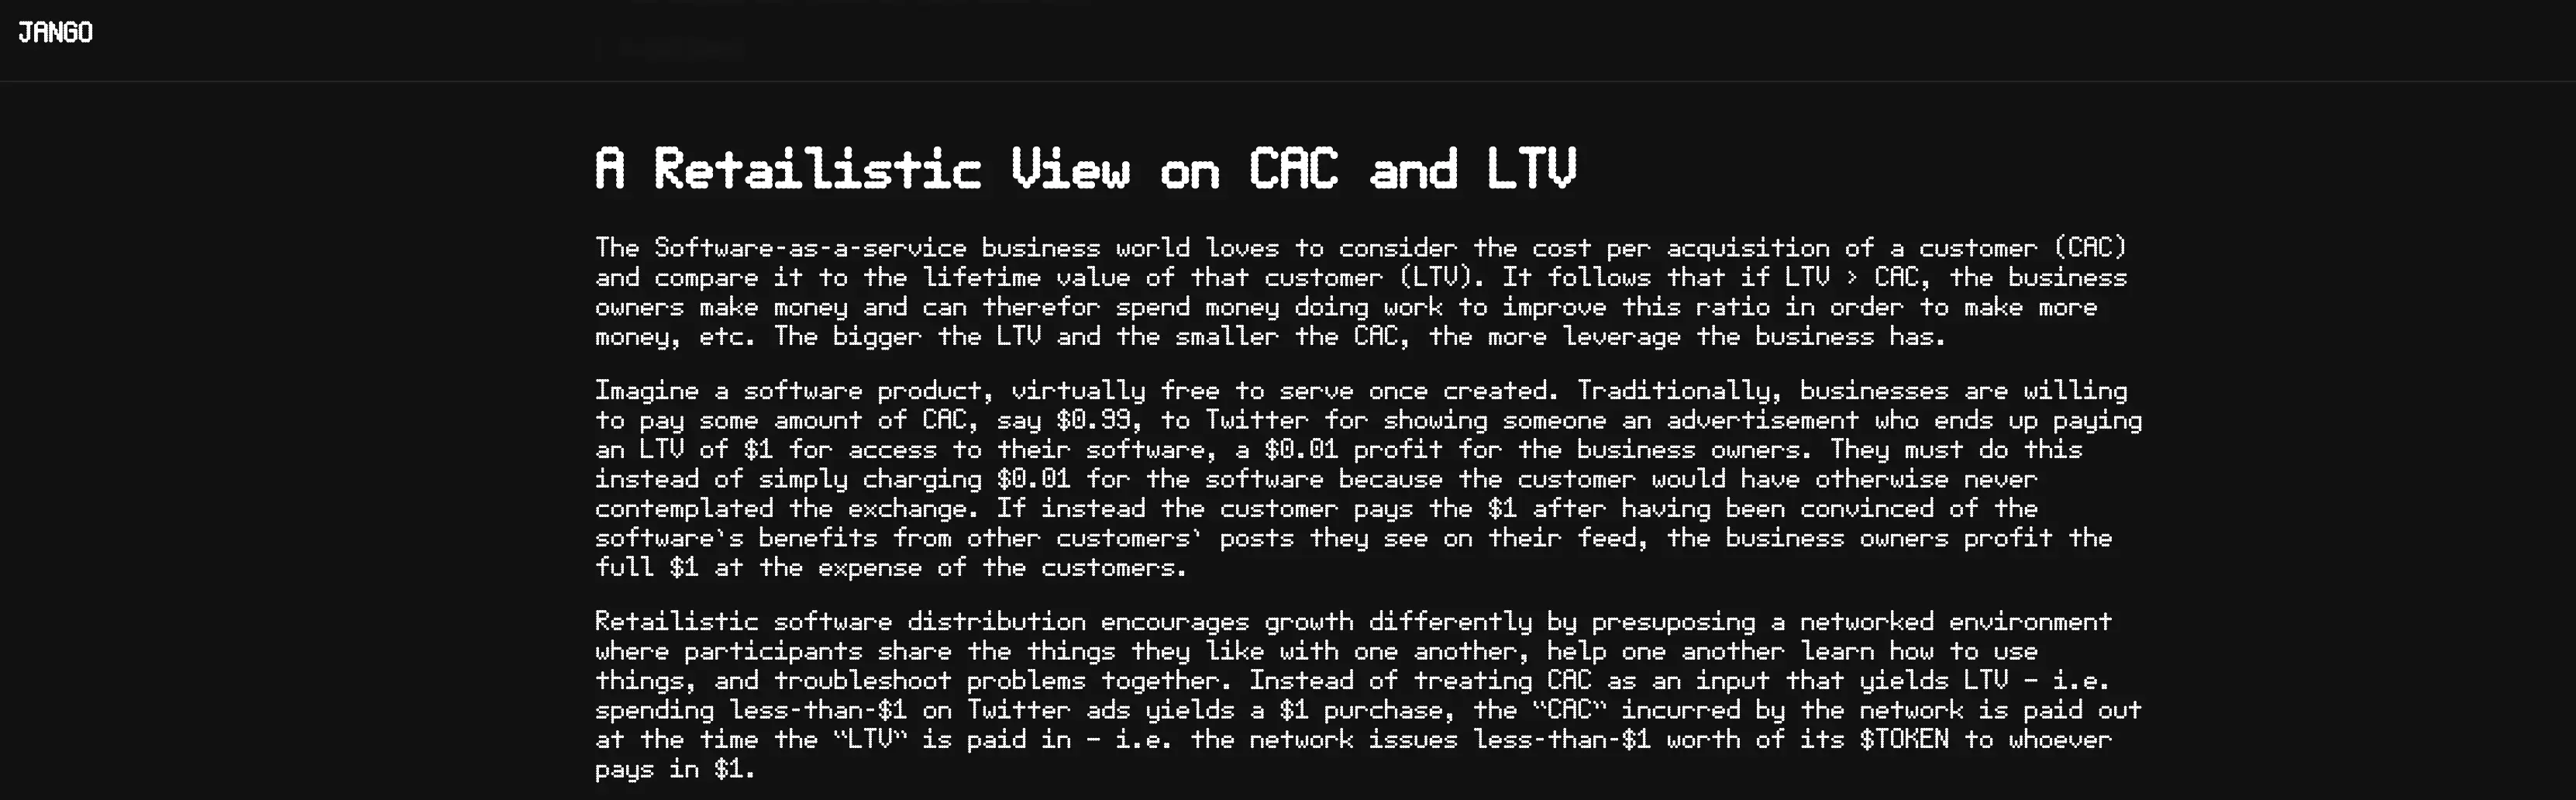 JANGO
A Retailistic View on CAC and LTV
The Software-as-a-service business world loves to consider the cost per acquisition of a customer (CAC)
and compare it to the lifetime value of that customer (LTV). It follows that if LTV > CAC, the business
owners make money and can therefor spend money doing work to improve this ratio in order to make more
money, etc. The bigger the LTV and the smaller the CAC, the more leverage the business has.
Imagine a software product, virtually free to serve once created. Traditionally, businesses are willing
to pay some amount of CAC, say $0.99, to Twitter for showing someone an advertisement who ends up paying
an LTV of $1 for access to their software, a $0.01 profit for the business owners. They must do this
instead of simply charging $0.01 for the software because the customer would have otherwise never
contemplated the exchange. If instead the customer pays the $1 after having been convinced of the
software's benefits from other customers' posts they see on their feed, the business owners profit the
full $1 at the expense of the customers.
Retailistic software distribution encourages growth differently by presuposing a networked environment
where participants share the things they like with one another, help one another learn how to use
things, and troubleshoot problems together. Instead of treating CAC as an input that yields LTV – i.e.
spending less-than-$1 on Twitter ads yields a $1 purchase, the “CAC” incurred by the network is paid out
at the time the “LTV” is paid in – i.e. the network issues less-than-$1 worth of its $TOKEN to whoever
pays in $1.